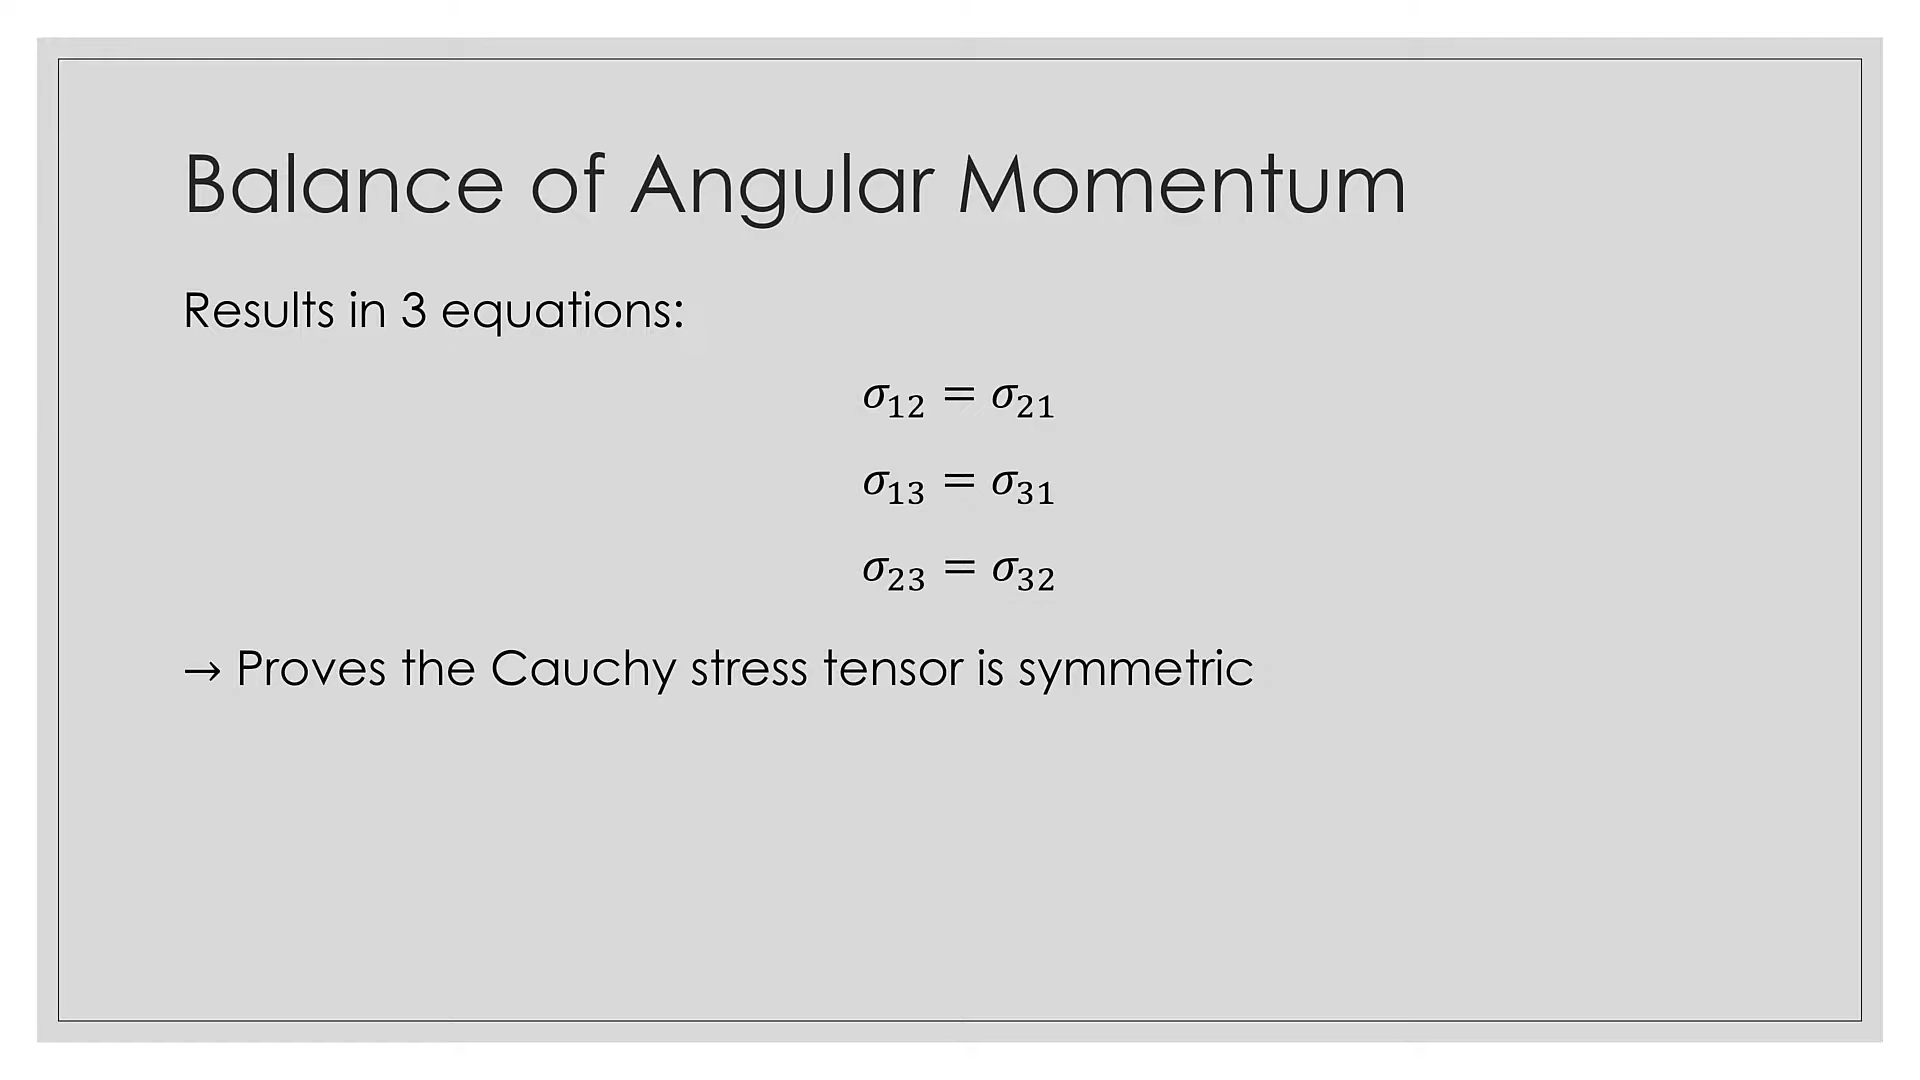 Balance of Angular Momentum
Results in 3 equations:
σ₁₂ = σ₂₁
σ₁₃ = σ₃₁
σ₂₃ = σ₃₂
→ Proves the Cauchy stress tensor is symmetric